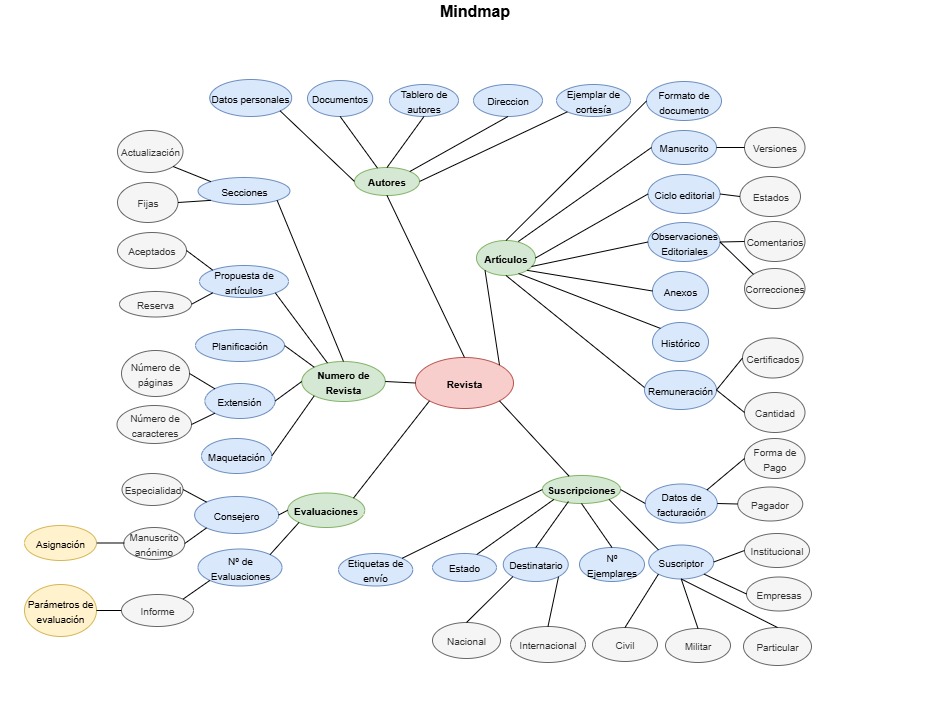 Mindmap
Datos personales
Documentos
Tablero de
autores
Direccion
Ejemplar de
cortesía
Formato de
documento
Autores
Actualización
Secciones
Fijas
Manuscrito
Versiones
Ciclo editorial
Estados
Artículos
Observaciones
Editoriales
Comentarios
Correcciones
Anexos
Histórico
Remuneración
Certificados
Cantidad
Aceptados
Propuesta de
artículos
Reserva
Planificación
Número de
páginas
Extensión
Número de
caracteres
Maquetación
Numero de
Revista
Revista
Especialidad
Consejero
Evaluaciones
Asignación
Manuscrito
anónimo
Nº de
Evaluaciones
Parámetros de
evaluación
Informe
Suscripciones
Datos de
facturación
Forma de
Pago
Pagador
Etiquetas de
envío
Estado
Destinatario
Nº
Ejemplares
Suscriptor
Institucional
Empresas
Nacional
Internacional
Civil
Militar
Particular